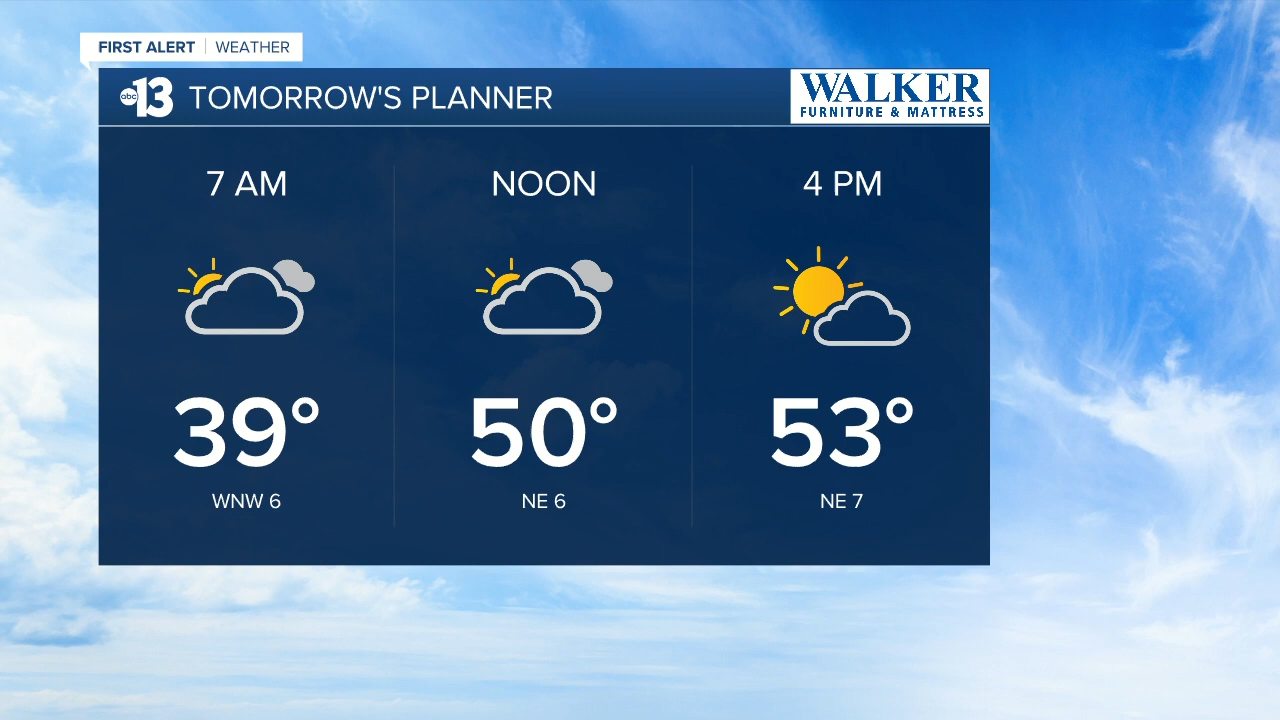 FIRST ALERT | WEATHER
abc 13 TOMORROW'S PLANNER
WALKER
FURNITURE & MATTRESS
7 AM NOON 4 PM
39° 50° 53°
WNW 6 NE 6 NE 7